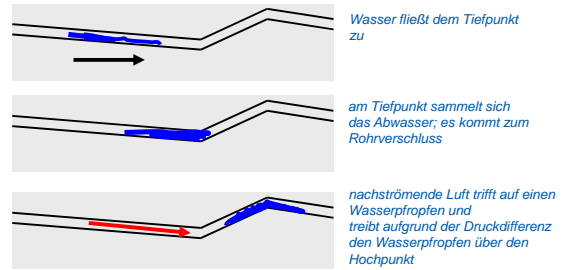 Wasser fließt dem Tiefpunkt
zu
am Tiefpunkt sammelt sich
das Abwasser; es kommt zum
Rohrverschluss
nachströmende Luft trifft auf einen
Wasserpfropfen und
treibt aufgrund der Druckdifferenz
den Wasserpfropfen über den
Hochpunkt